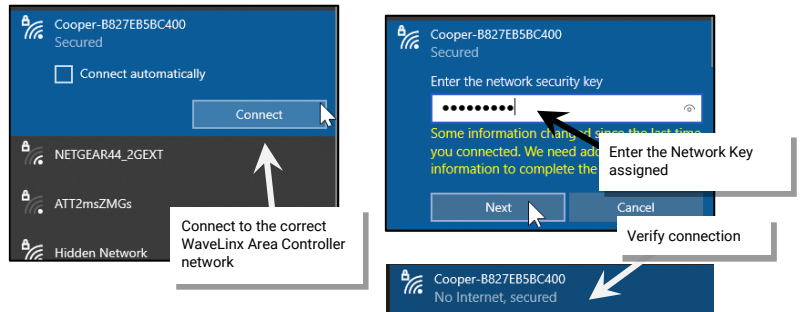 Cooper-B827EB5BC400
Secured
Connect automatically
Connect
NETGEAR44_2GEXT
ATT2msZMGs
Hidden Network
Connect to the correct
WaveLinx Area Controller
network
Cooper-B827EB5BC400
Secured
Enter the network security key
Some information changed since the last time
you connected. We need add
information to complete the
Enter the Network Key
assigned
Next
Cancel
Verify connection
Cooper-B827EB5BC400
No Internet, secured